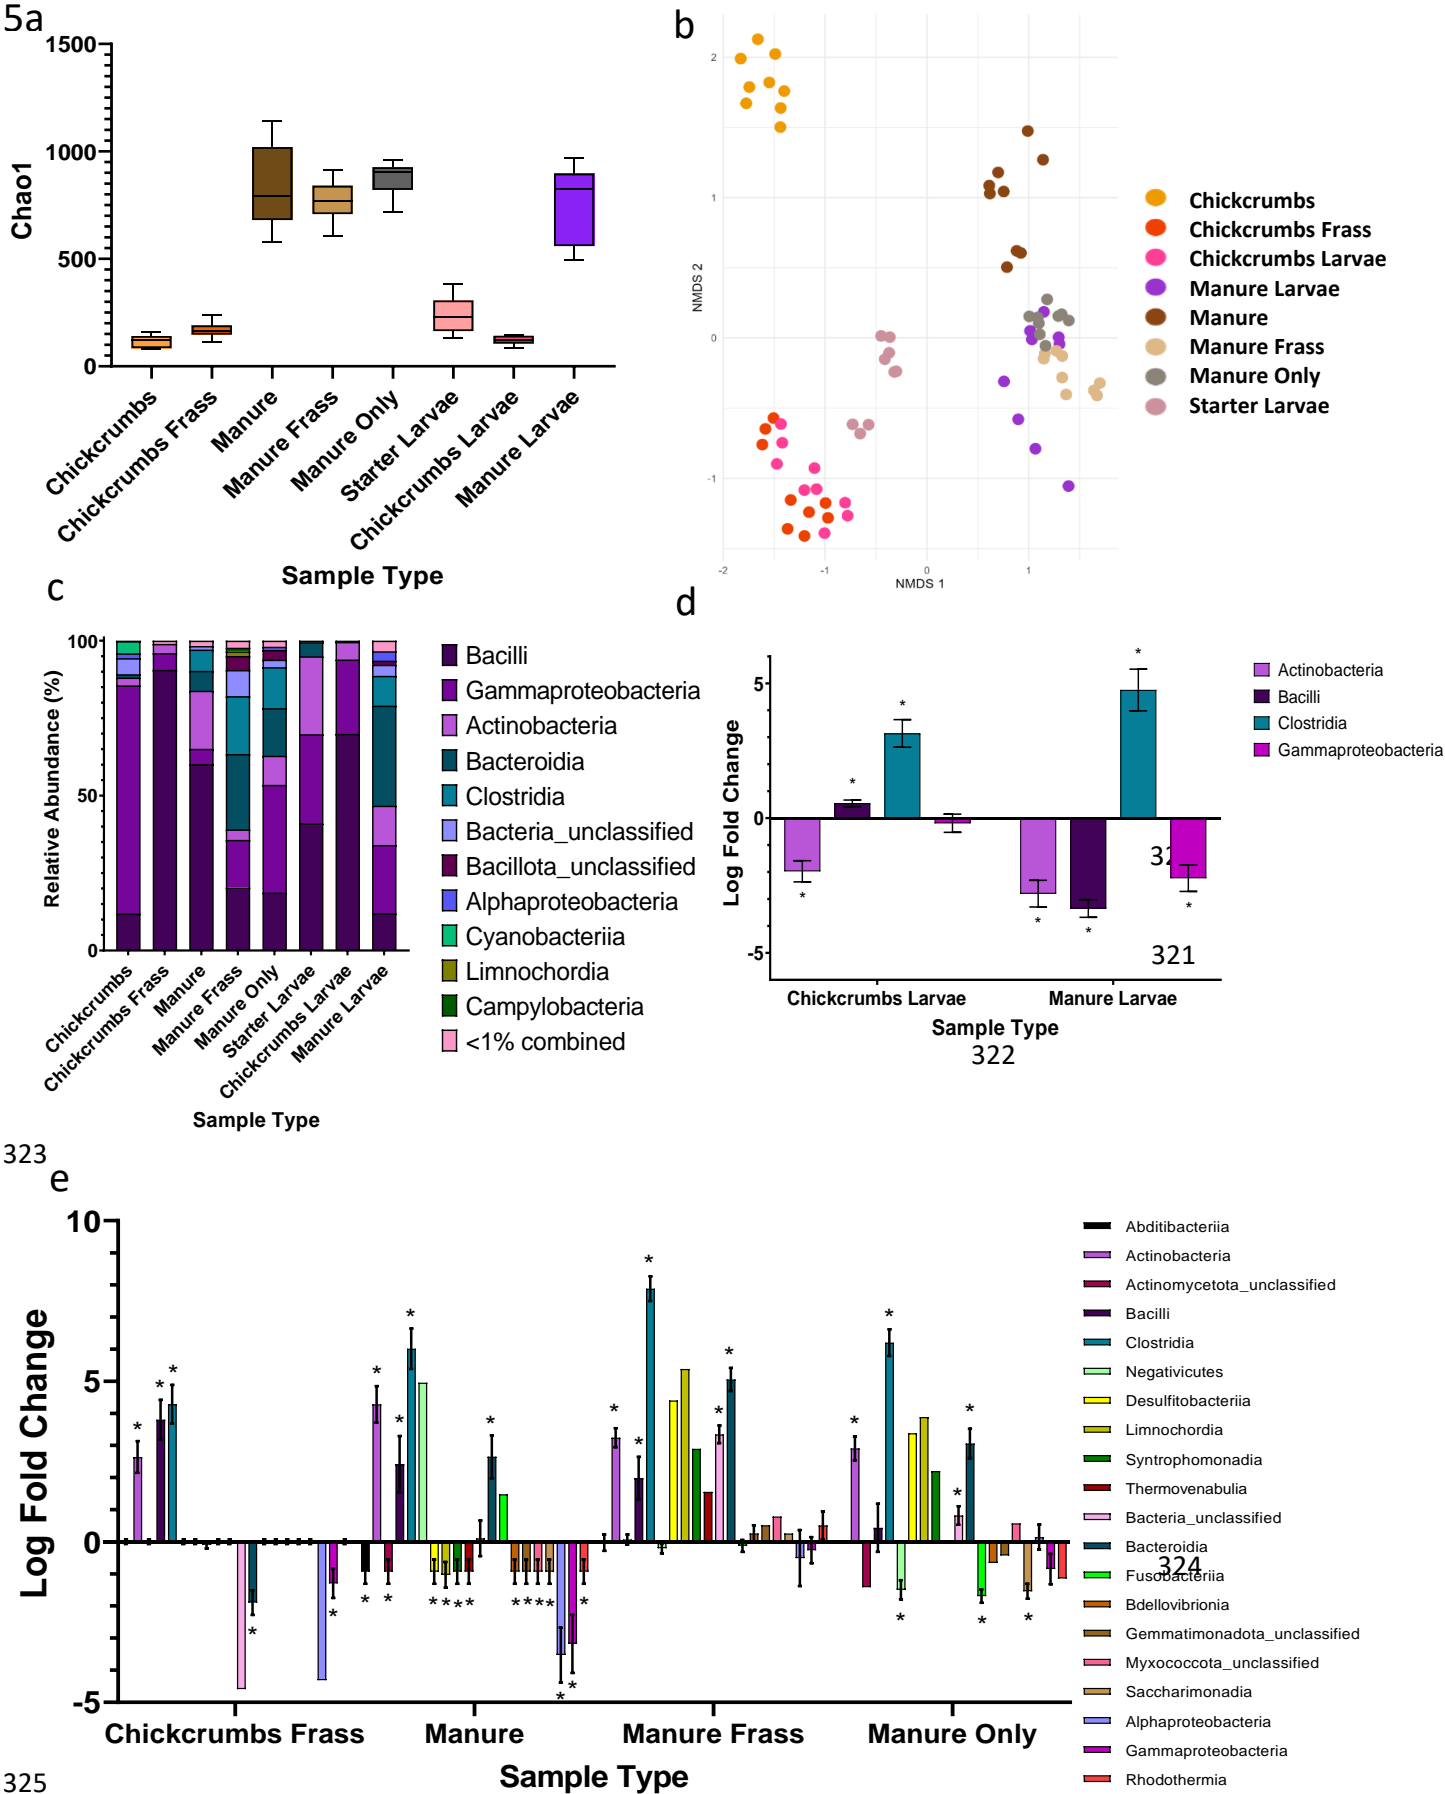 5a
1500
1000
500
0
Chao1
Chickcrumbs
Chickcrumbs Frass
Manure
Manure Frass
Manure Only
Starter Larvae
Chickcrumbs Larvae
Manure Larvae
Sample Type
b
2
1
0
-1
NMDS 2
-2
-1
0
1
NMDS 1
Chickcrumbs
Chickcrumbs Frass
Chickcrumbs Larvae
Manure Larvae
Manure
Manure Frass
Manure Only
Starter Larvae
c
100
50
0
Relative Abundance (%)
Chickcrumbs
Chickcrumbs Frass
Manure
Manure Frass
Manure Only
Starter Larvae
Chickcrumbs Larvae
Manure Larvae
Sample Type
Bacilli
Gammaproteobacteria
Actinobacteria
Bacteroidia
Clostridia
Bacteria_unclassified
Bacillota_unclassified
Alphaproteobacteria
Cyanobacteriia
Limnochordia
Campylobacteria
<1% combined
d
5
0
-5
Log Fold Change
* * * * * * *
Chickcrumbs Larvae
Manure Larvae
Sample Type
Actinobacteria
Bacilli
Clostridia
Gammaproteobacteria
321
322
323
e
10
5
0
-5
Log Fold Change
Chickcrumbs Frass
Manure
Manure Frass
Manure Only
Sample Type
Abditibacteriia
Actinobacteria
Actinomycetota_unclassified
Bacilli
Clostridia
Negativicutes
Desulfitobacteriia
Limnochordia
Syntrophomonadia
Thermovenabulia
Bacteria_unclassified
Bacteroidia
324
Fusobacteriia
Bdellovibrionia
Gemmatimonadota_unclassified
Myxococcota_unclassified
Saccharimonadia
Alphaproteobacteria
Gammaproteobacteria
Rhodothermia
325